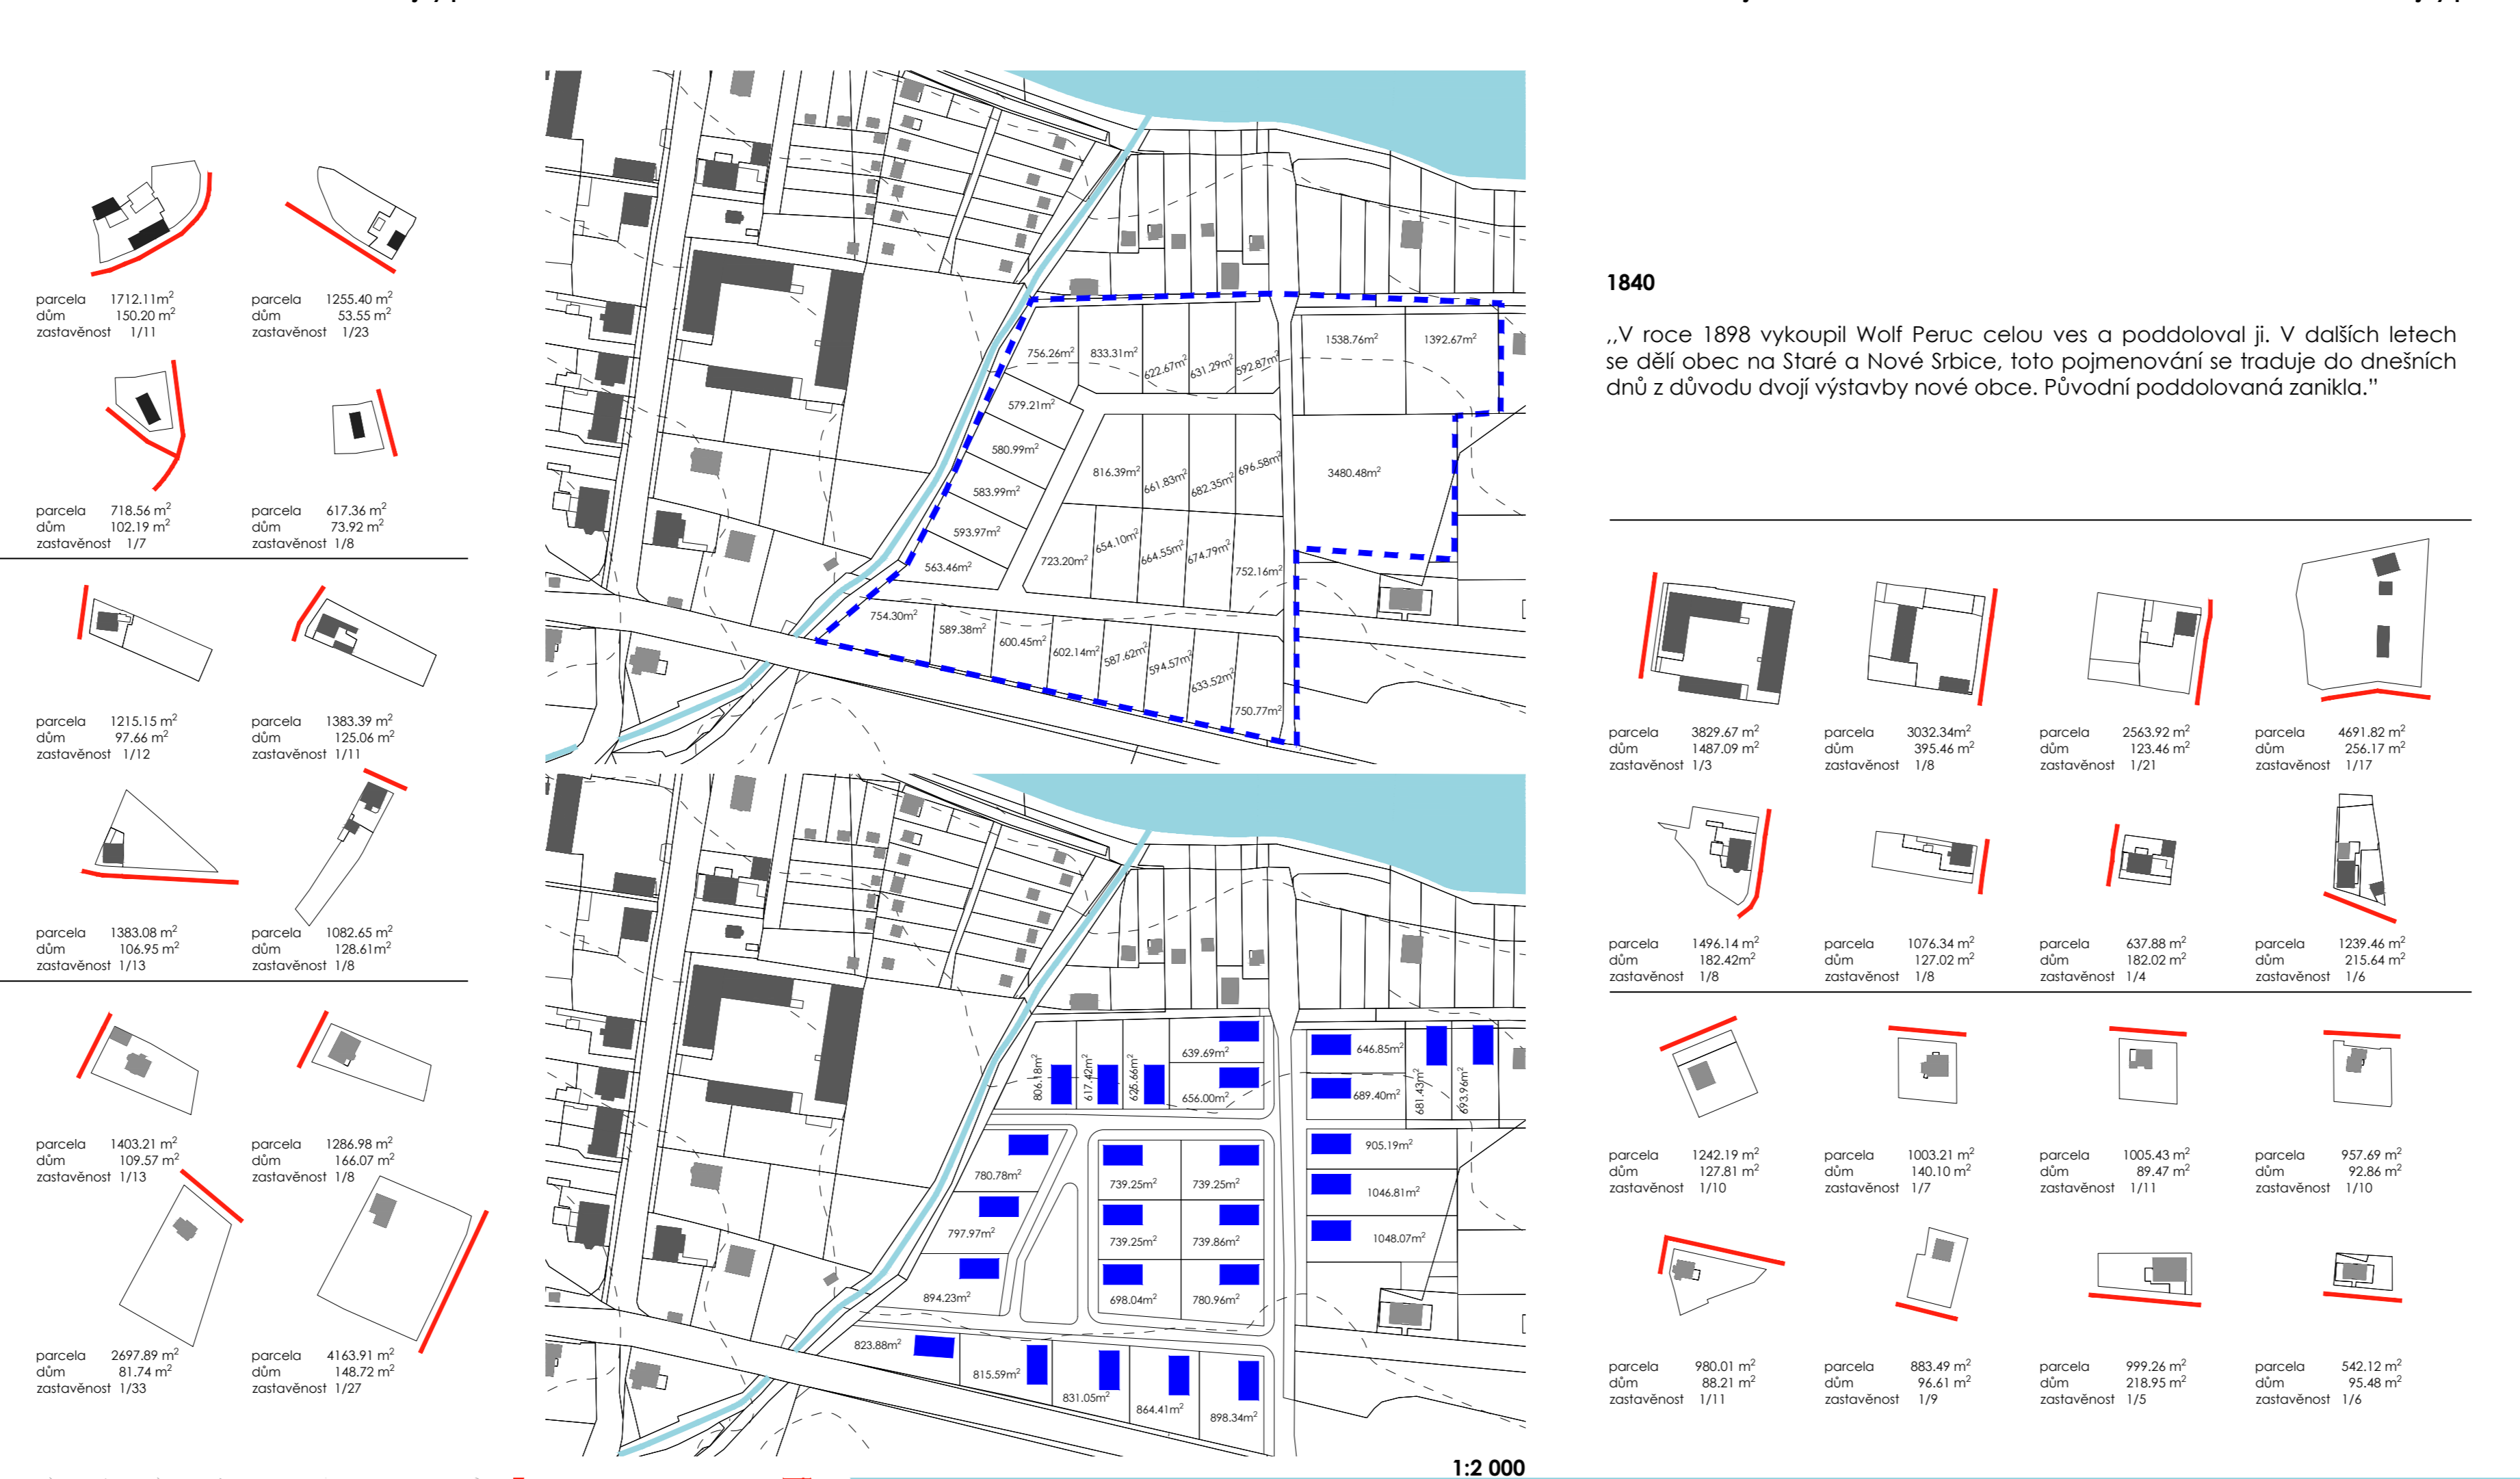 parcela 1712.11m²
dům 150.20 m²
zastavěnost 1/11
parcela 1255.40 m²
dům 53.55 m²
zastavěnost 1/23
parcela 718.56 m²
dům 102.19 m²
zastavěnost 1/7
parcela 617.36 m²
dům 73.92 m²
zastavěnost 1/8
parcela 1215.15 m²
dům 97.66 m²
zastavěnost 1/12
parcela 1383.39 m²
dům 125.06 m²
zastavěnost 1/11
parcela 1383.08 m²
dům 106.95 m²
zastavěnost 1/13
parcela 1082.65 m²
dům 128.61m²
zastavěnost 1/8
parcela 1403.21 m²
dům 109.57 m²
zastavěnost 1/13
parcela 1286.98 m²
dům 166.07 m²
zastavěnost 1/8
parcela 2697.89 m²
dům 81.74 m²
zastavěnost 1/33
parcela 4163.91 m²
dům 148.72 m²
zastavěnost 1/27
756.26m²
833.31m²
622.67m²
631.29m²
592.87m²
1538.76m²
1392.67m²
579.21m²
580.99m²
583.99m²
593.97m²
563.46m²
816.39m²
661.83m²
682.35m²
696.58m²
3480.48m²
723.20m²
654.10m²
664.55m²
674.79m²
752.16m²
754.30m²
589.38m²
600.45m²
602.14m²
587.62m²
594.57m²
633.52m²
750.77m²
806.18m²
617.42m²
625.66m²
639.69m²
656.00m²
646.85m²
689.40m²
681.43m²
693.96m²
780.78m²
797.97m²
894.23m²
739.25m²
739.25m²
739.25m²
739.86m²
698.04m²
780.96m²
905.19m²
1046.81m²
1048.07m²
823.88m²
815.59m²
831.05m²
864.41m²
898.34m²
1:2 000
1840
,,V roce 1898 vykoupil Wolf Peruc celou ves a poddoloval ji. V dalších letech
se dělí obec na Staré a Nové Srbice, toto pojmenování se traduje do dnešních
dnů z důvodu dvojí výstavby nové obce. Původní poddolovaná zanikla.”
parcela 3829.67 m²
dům 1487.09 m²
zastavěnost 1/3
parcela 3032.34m²
dům 395.46 m²
zastavěnost 1/8
parcela 2563.92 m²
dům 123.46 m²
zastavěnost 1/21
parcela 4691.82 m²
dům 256.17 m²
zastavěnost 1/17
parcela 1496.14 m²
dům 182.42m²
zastavěnost 1/8
parcela 1076.34 m²
dům 127.02 m²
zastavěnost 1/8
parcela 637.88 m²
dům 182.02 m²
zastavěnost 1/4
parcela 1239.46 m²
dům 215.64 m²
zastavěnost 1/6
parcela 1242.19 m²
dům 127.81 m²
zastavěnost 1/10
parcela 1003.21 m²
dům 140.10 m²
zastavěnost 1/7
parcela 1005.43 m²
dům 89.47 m²
zastavěnost 1/11
parcela 957.69 m²
dům 92.86 m²
zastavěnost 1/10
parcela 980.01 m²
dům 88.21 m²
zastavěnost 1/11
parcela 883.49 m²
dům 96.61 m²
zastavěnost 1/9
parcela 999.26 m²
dům 218.95 m²
zastavěnost 1/5
parcela 542.12 m²
dům 95.48 m²
zastavěnost 1/6